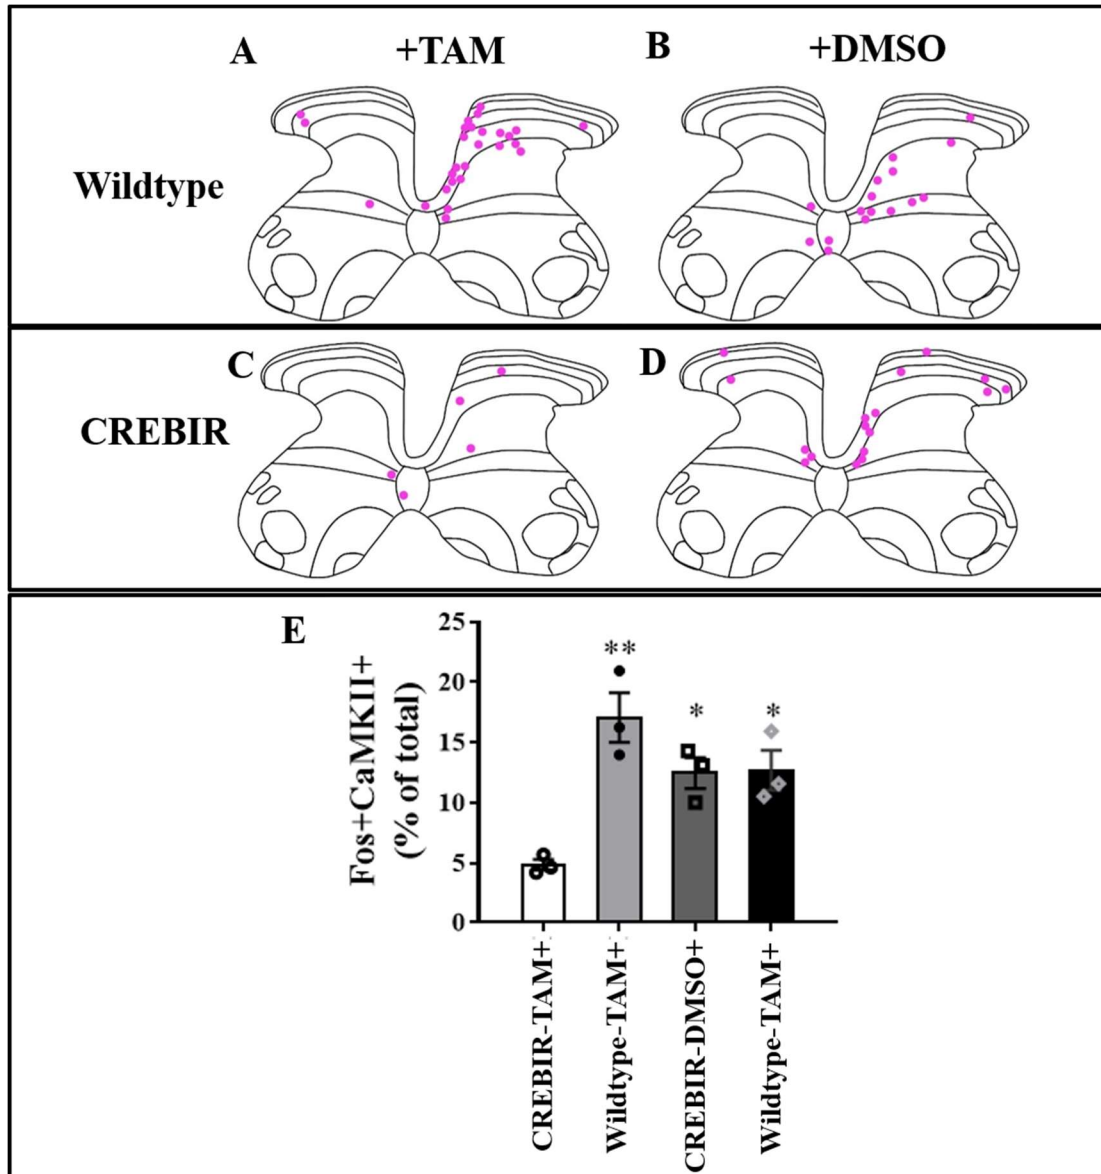 A +TAM B +DMSO
Wildtype
C D
CREBIR
E
Fos+CaMKII+
(% of total)
25
20
15
10
5
0
**
*
*
CREBIR-TAM+
Wildtype-TAM+
CREBIR-DMSO+
Wildtype-TAM+